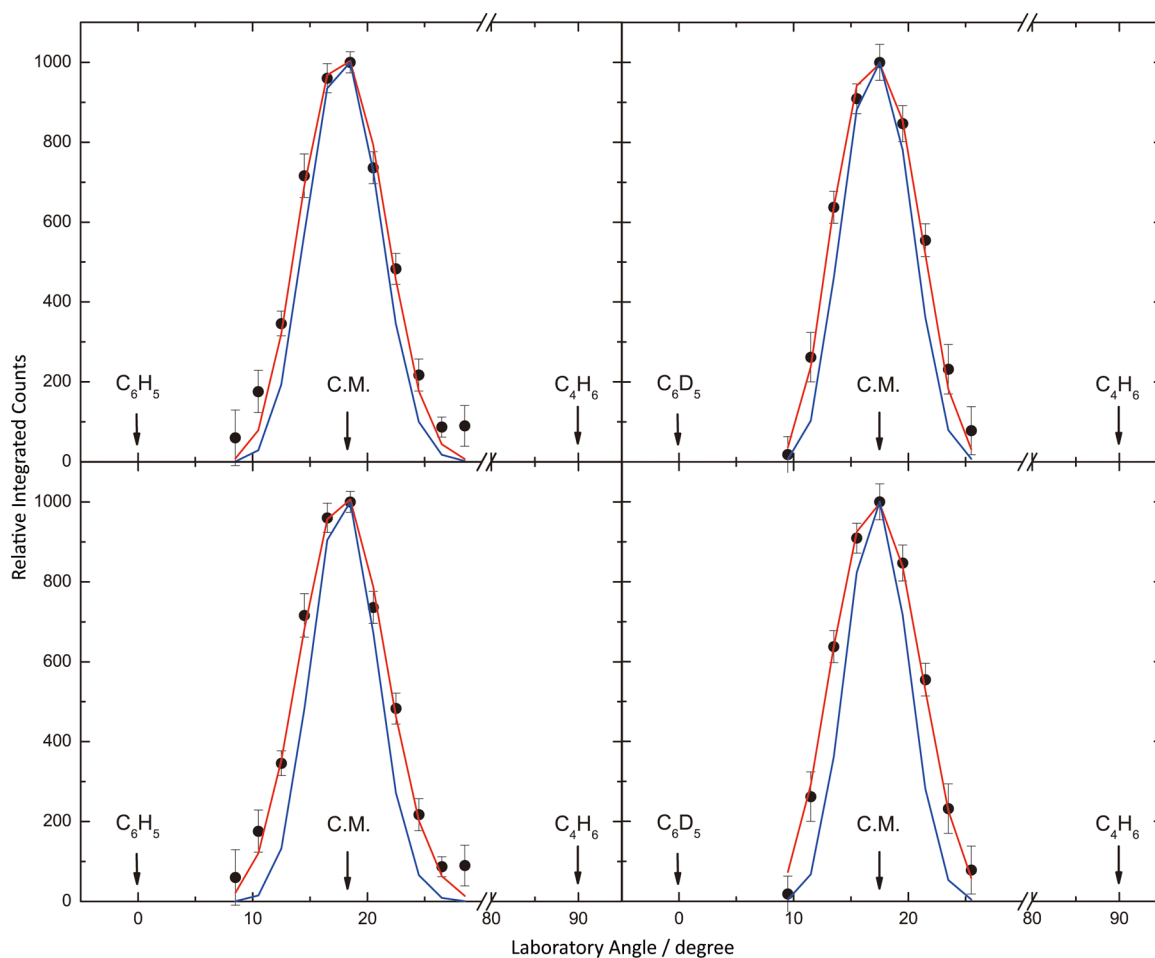 1000
800
600
400
200
0
C₆H₅
C.M.
C₄H₆
C₆D₅
C.M.
C₄H₆
1000
800
600
400
200
0
C₆H₅
C.M.
C₄H₆
C₆D₅
C.M.
C₄H₆
0 10 20 80 90 0 10 20 80 90
Relative Integrated Counts
Laboratory Angle / degree